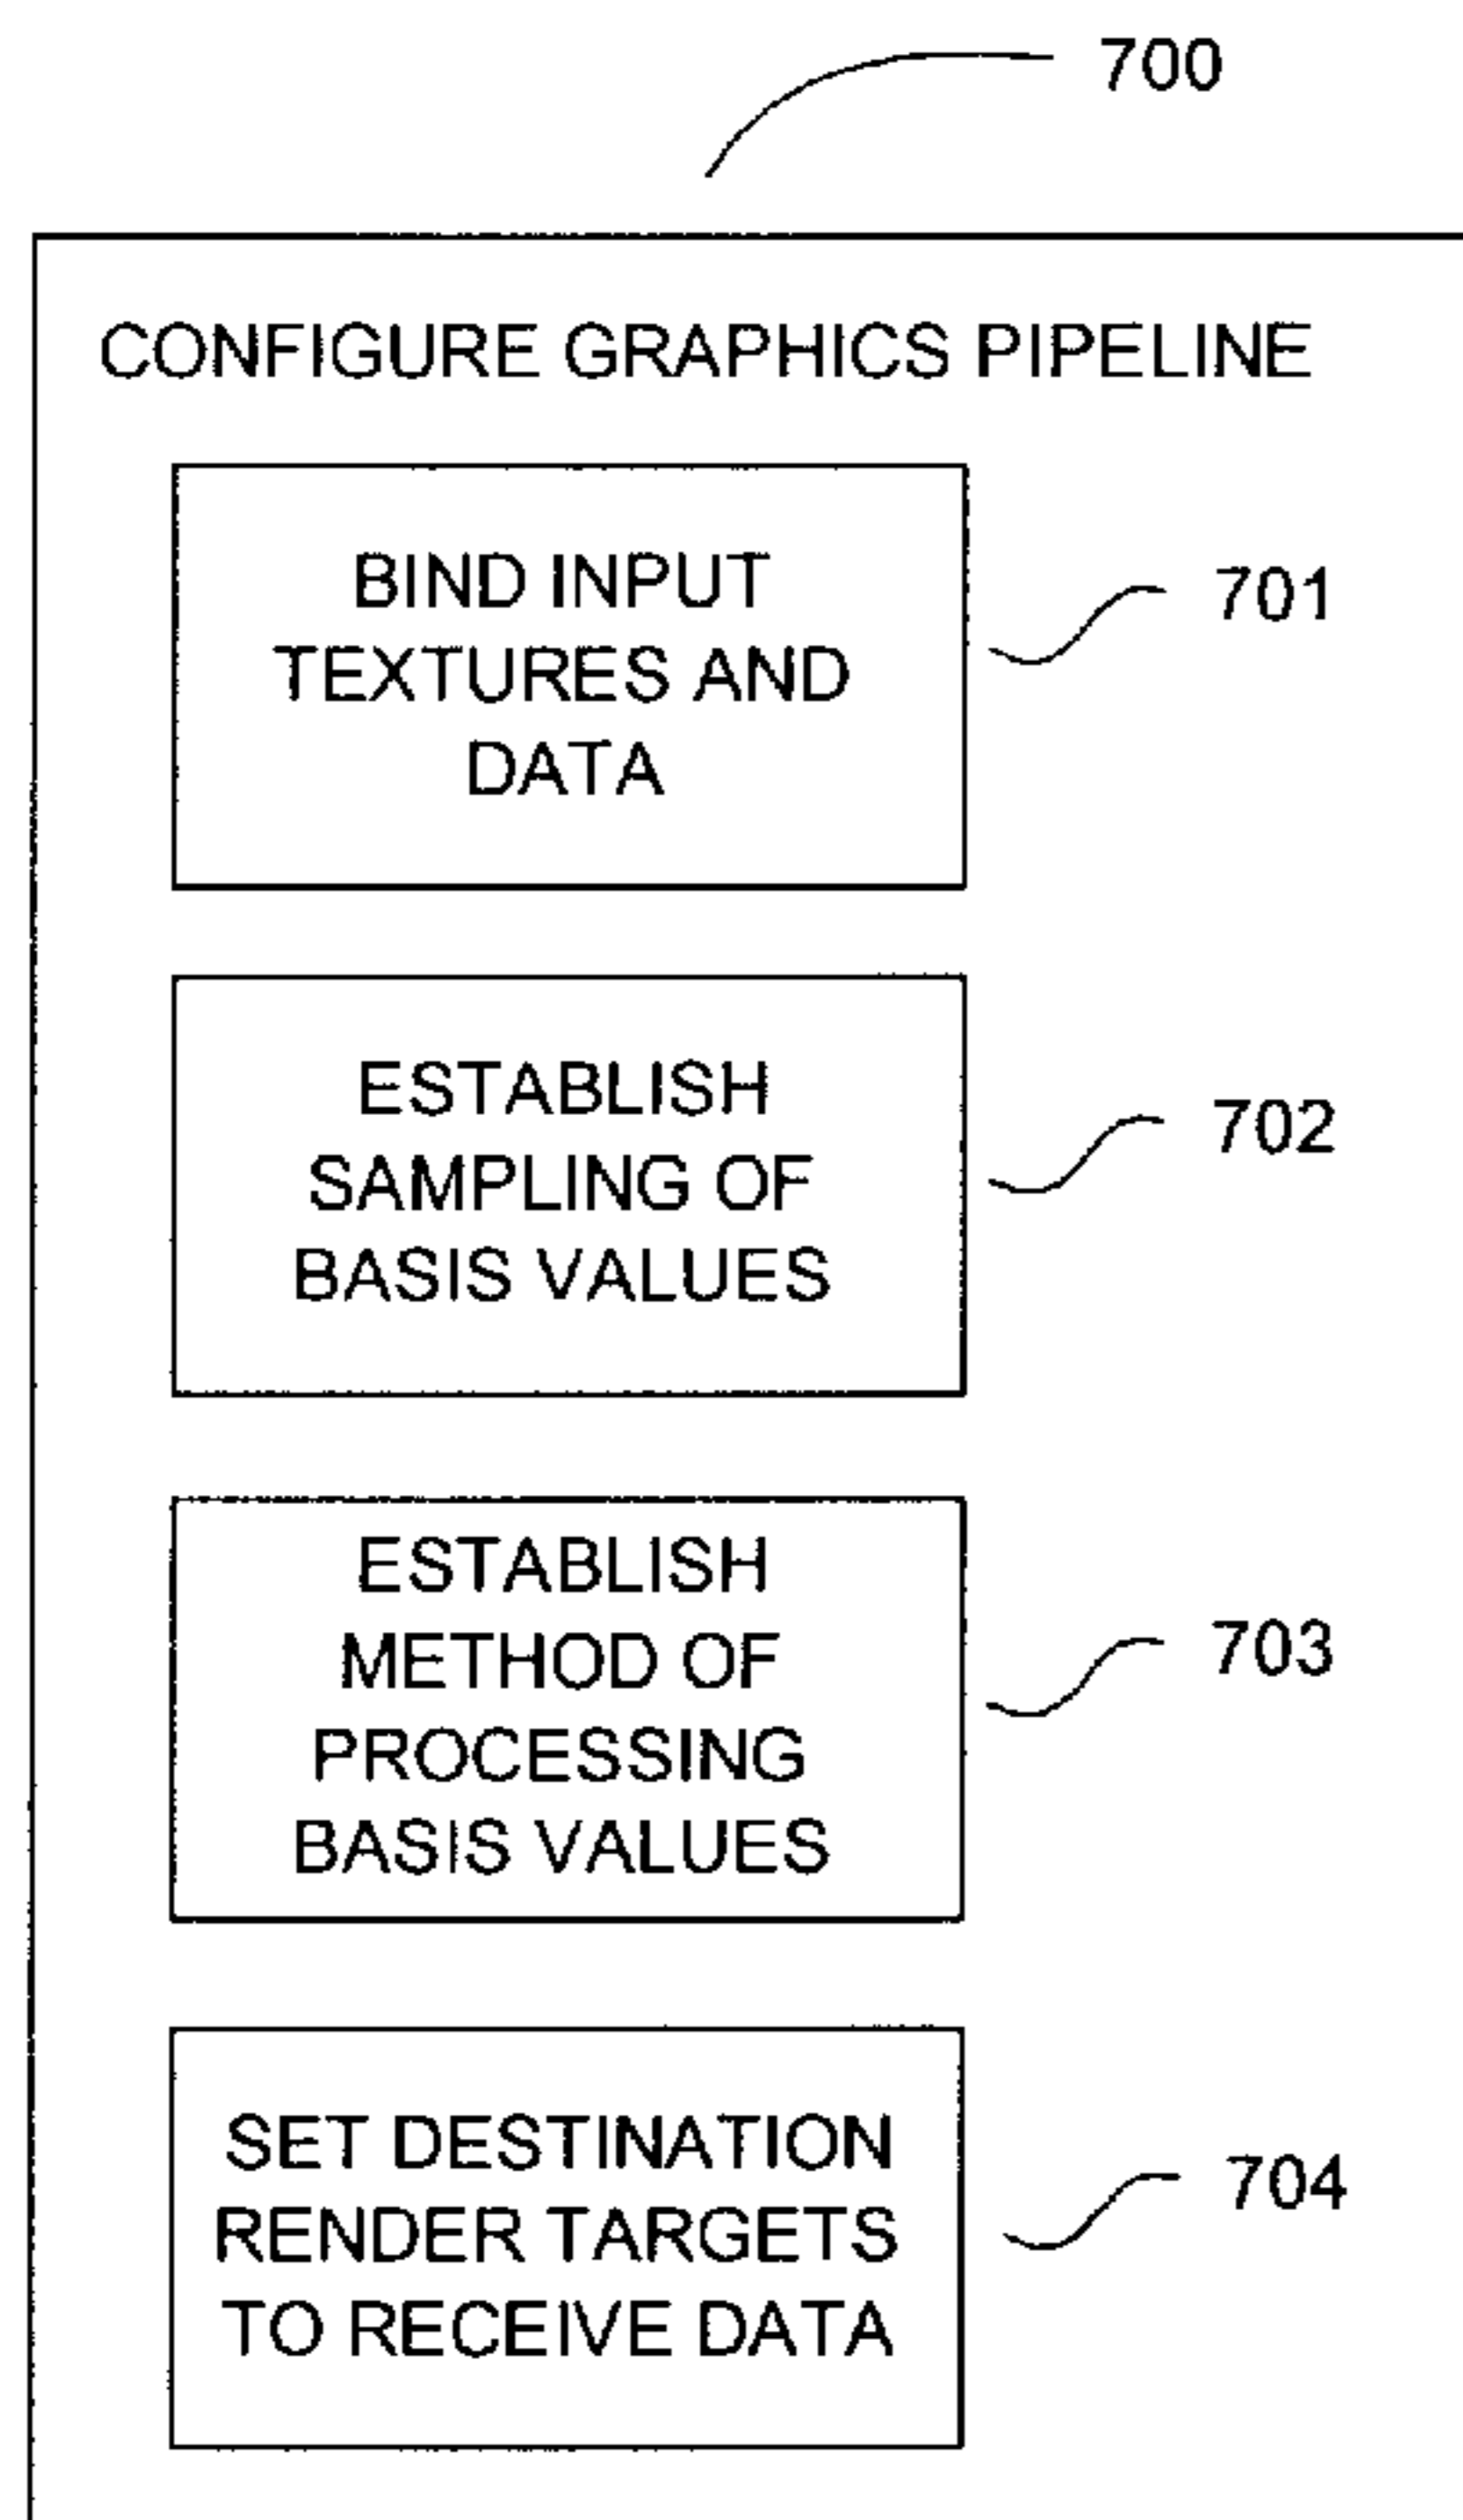 700
CONFIGURE GRAPHICS PIPELINE
BIND INPUT
TEXTURES AND
DATA
701
ESTABLISH
SAMPLING OF
BASIS VALUES
702
ESTABLISH
METHOD OF
PROCESSING
BASIS VALUES
703
SET DESTINATION
RENDER TARGETS
TO RECEIVE DATA
704